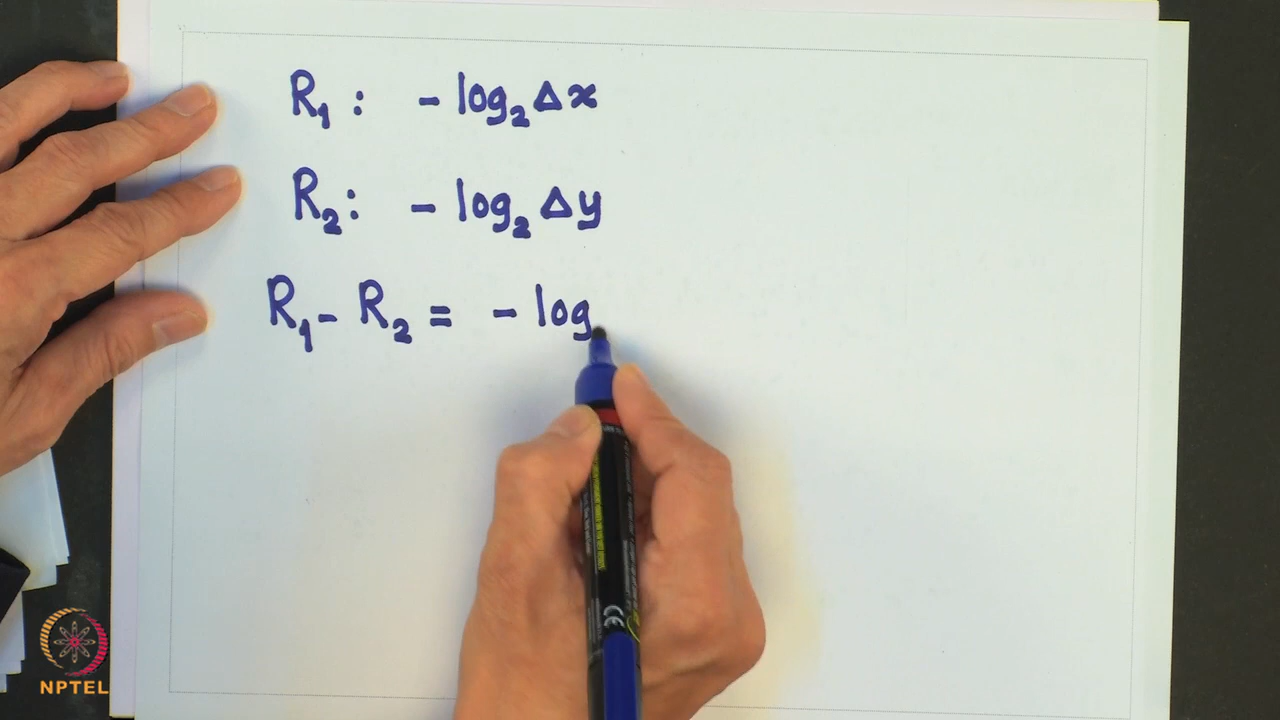 R₁ : - log₂ Δx
R₂ : - log₂ Δy
R₁ - R₂ = - log
NPTEL